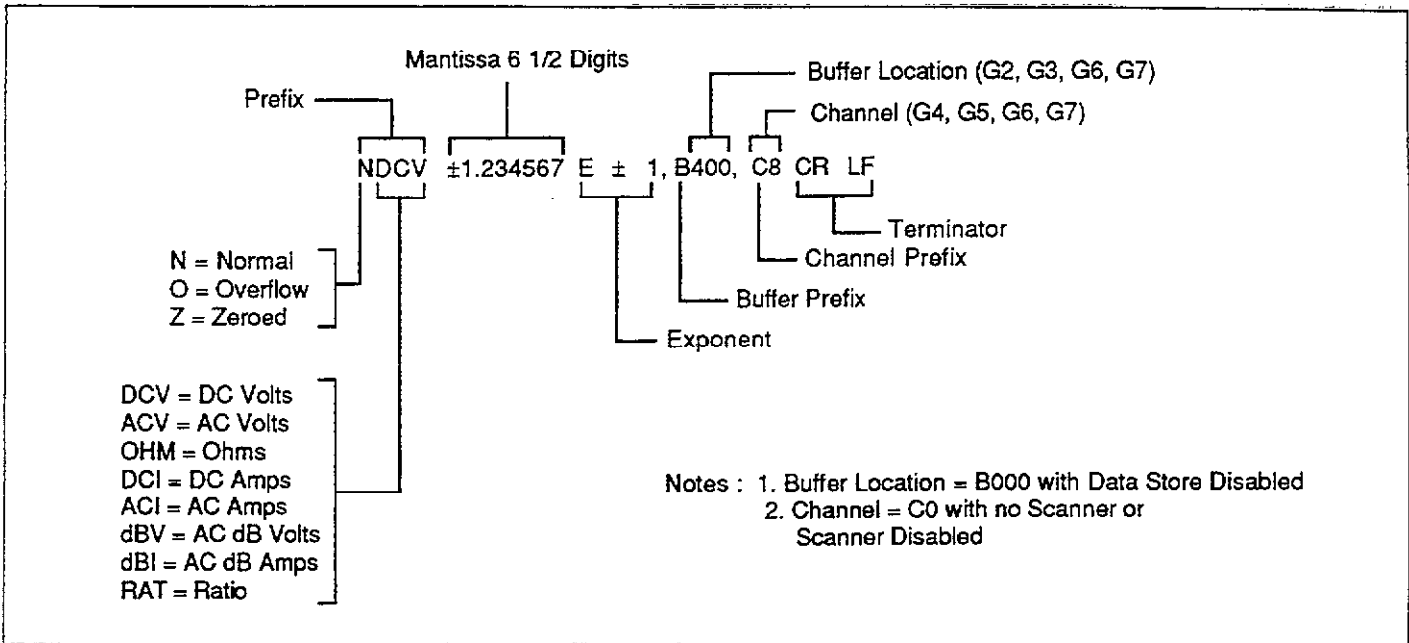 Mantissa 6 1/2 Digits
Buffer Location (G2, G3, G6, G7)
Prefix
Channel (G4, G5, G6, G7)
NDCV ±1.234567 E ± 1, B400, C8 CR LF
Terminator
Channel Prefix
Buffer Prefix
Exponent
N = Normal
O = Overflow
Z = Zeroed
DCV = DC Volts
ACV = AC Volts
OHM = Ohms
DCI = DC Amps
ACI = AC Amps
dBV = AC dB Volts
dBI = AC dB Amps
RAT = Ratio
Notes : 1. Buffer Location = B000 with Data Store Disabled
2. Channel = C0 with no Scanner or
Scanner Disabled